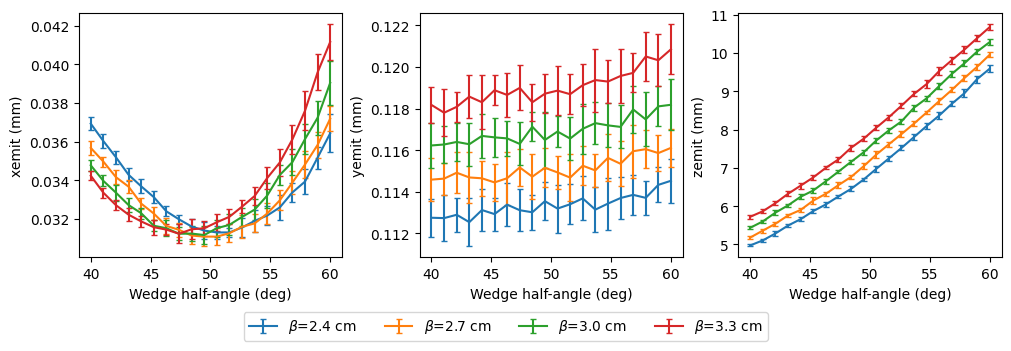 xemit (mm)
0.042
0.040
0.038
0.036
0.034
0.032
40 45 50 55 60
Wedge half-angle (deg)
yemit (mm)
0.122
0.120
0.118
0.116
0.114
0.112
40 45 50 55 60
Wedge half-angle (deg)
zemit (mm)
11
10
9
8
7
6
5
40 45 50 55 60
Wedge half-angle (deg)
β=2.4 cm β=2.7 cm β=3.0 cm β=3.3 cm